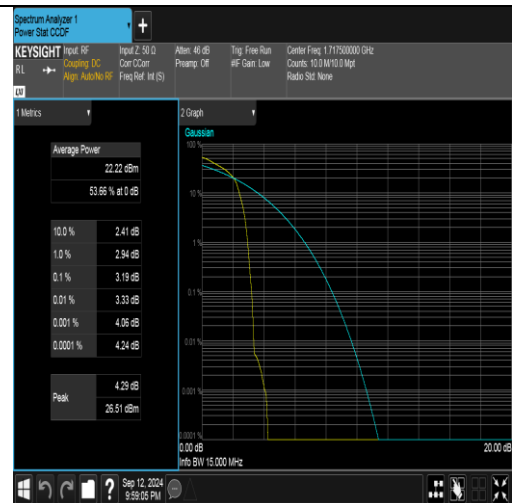 Spectrum Analyzer 1
Power Stat CCDF
+
KEYSIGHT
RL
Input: RF
Coupling: DC
Align: Auto/No RF
Input Z: 50 Ω
Corr CCorr
Freq Ref: Int (S)
Atten: 46 dB
Preamp: Off
Trig: Free Run
#IF Gain: Low
Center Freq: 1.717500000 GHz
Counts: 10.0 M/10.0 Mpt
Radio Std: None
LXI
1 Metrics
Average Power
22.22 dBm
53.66 % at 0 dB
10.0 % 2.41 dB
1.0 % 2.94 dB
0.1 % 3.19 dB
0.01 % 3.33 dB
0.001 % 4.06 dB
0.0001 % 4.24 dB
Peak
4.29 dB
26.51 dBm
2 Graph
Gaussian
100 %
10 %
1 %
0.1 %
0.01 %
0.001 %
0.0001 %
0.00 dB 20.00 dB
Info BW 15.000 MHz
?
Sep 12, 2024
9:59:05 PM